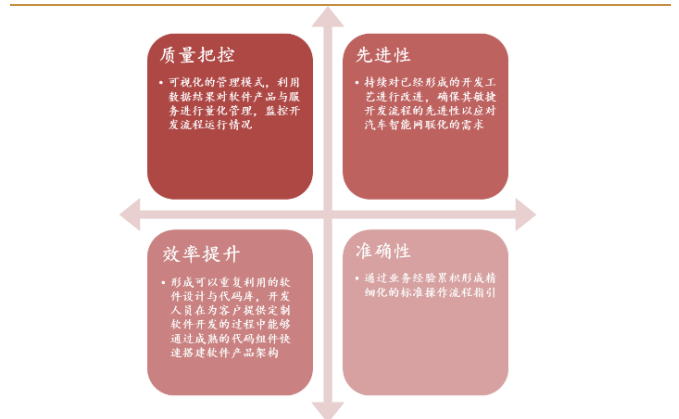 质量把控
• 可视化的管理模式，利用
数据结果对软件产品与服
务进行量化管理，监控开
发流程运行情况
先进性
• 持续对已经形成的开发工
艺进行改进，确保其敏捷
开发流程的先进性以应对
汽车智能网联化的需求
效率提升
• 形成可以重复利用的软
件设计与代码库，开发
人员在为客户提供定制
软件开发的过程中能够
通过成熟的代码组件快
速搭建软件产品架构
准确性
• 通过业务经验累积形成精
细化的标准操作流程指引